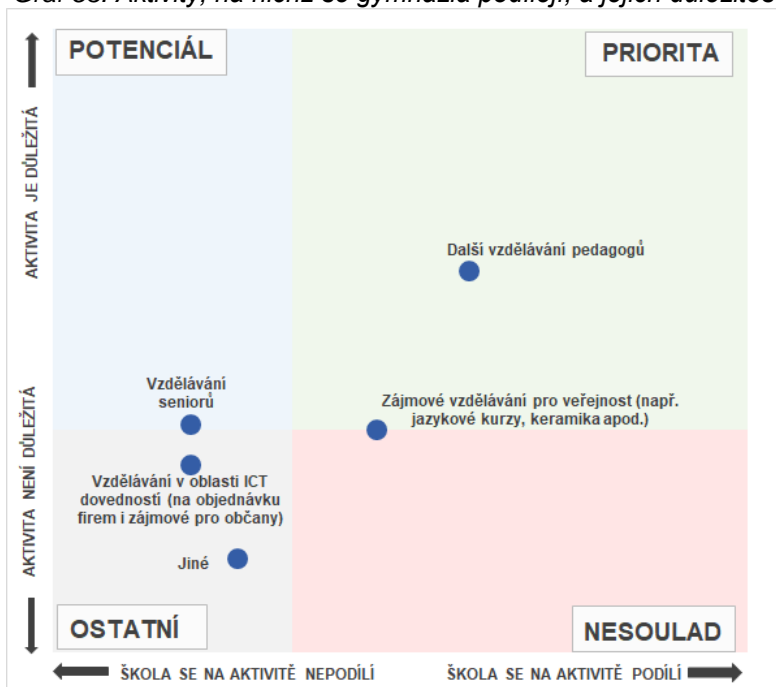 POTENCIÁL
PRIORITA
AKTIVITA JE DŮLEŽITÁ
Další vzdělávání pedagogů
Vzdělávání
seniorů
Zájmové vzdělávání pro veřejnost (např.
jazykové kurzy, keramika apod.)
AKTIVITA NENÍ DŮLEŽITÁ
Vzdělávání v oblasti ICT
dovedností (na objednávku
firem i zájmové pro občany)
Jiné
OSTATNÍ
NESOULAD
ŠKOLA SE NA AKTIVITĚ NEPODÍLÍ
ŠKOLA SE NA AKTIVITĚ PODÍLÍ